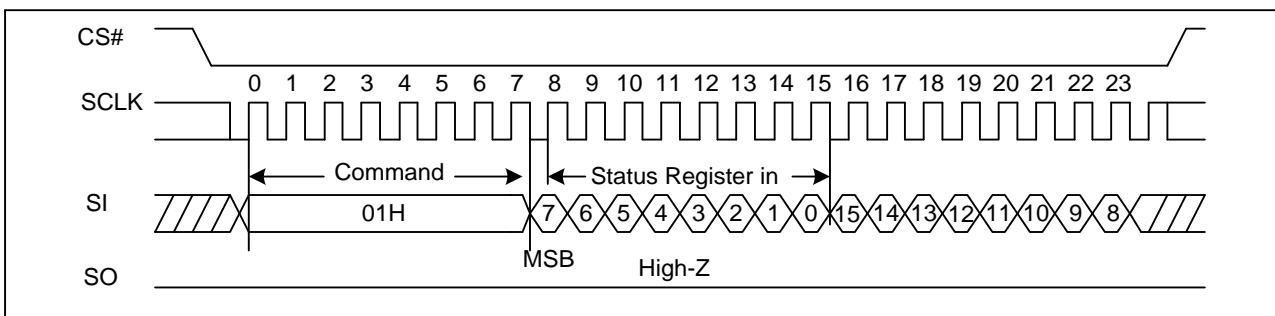 CS#
0 1 2 3 4 5 6 7 8 9 10 11 12 13 14 15 16 17 18 19 20 21 22 23
SCLK
Command Status Register in
SI 01H 7 6 5 4 3 2 1 0 15 14 13 12 11 10 9 8
MSB High-Z
SO